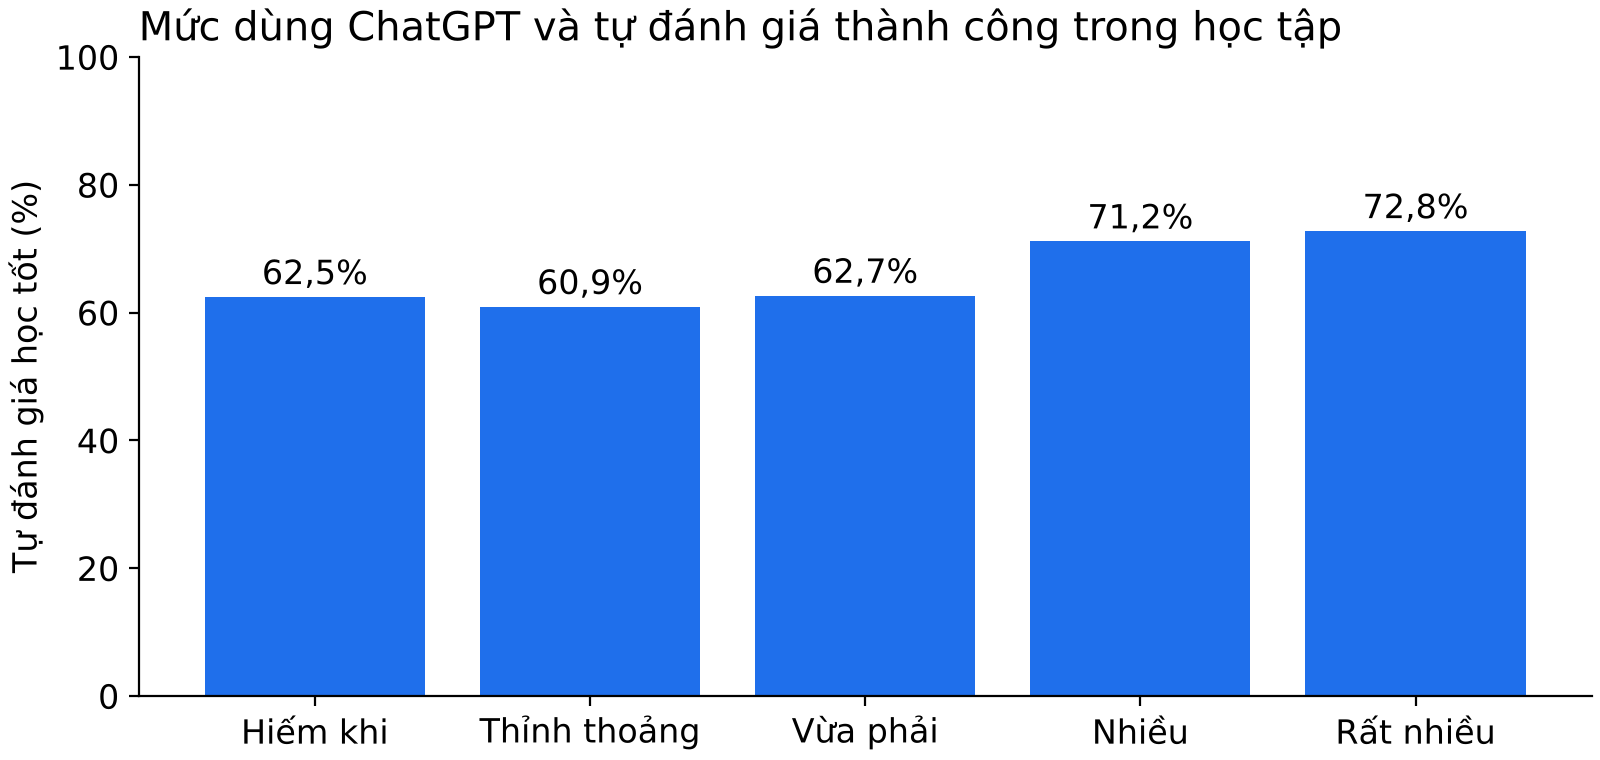 Mức dùng ChatGPT và tự đánh giá thành công trong học tập
Tự đánh giá học tốt (%)
100
80
60
40
20
0
62,5%
60,9%
62,7%
71,2%
72,8%
Hiếm khi
Thỉnh thoảng
Vừa phải
Nhiều
Rất nhiều